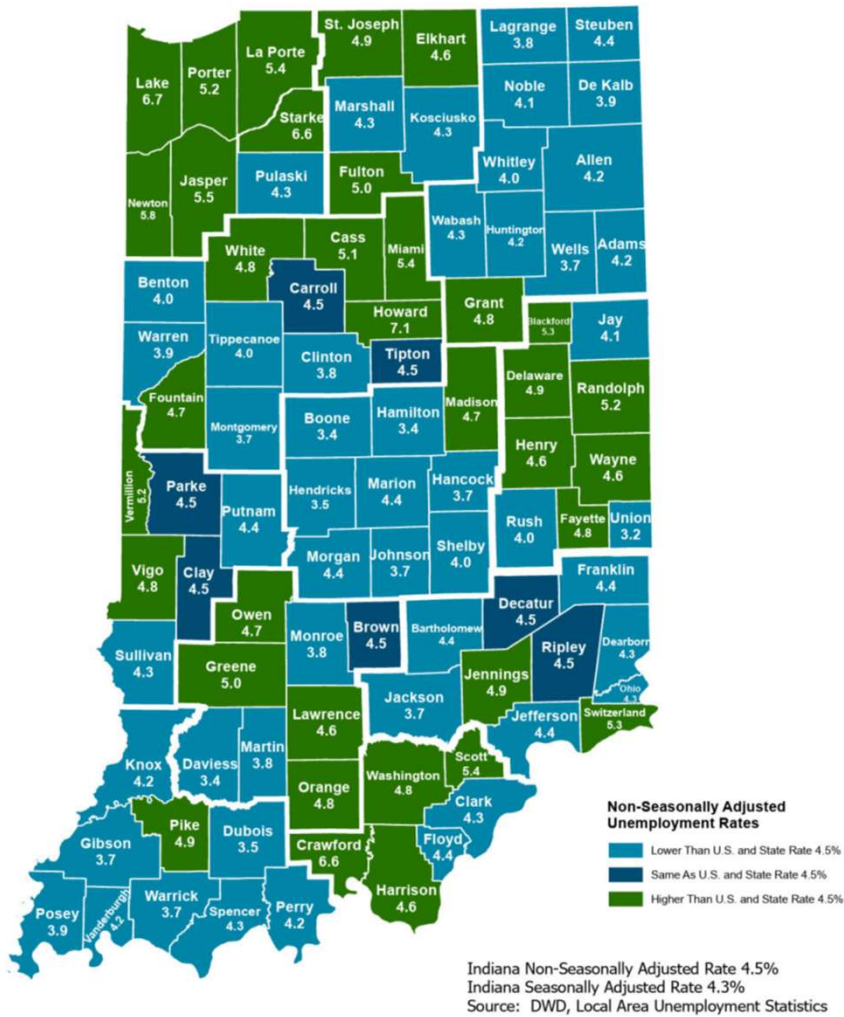 St. Joseph
4.9
Elkhart
4.6
Lagrange
3.8
Steuben
4.4
La Porte
5.4
Porter
5.2
Lake
6.7
Noble
4.1
De Kalb
3.9
Marshall
4.3
Kosciusko
4.3
Starke
6.6
Whitley
4.0
Allen
4.2
Pulaski
4.3
Fulton
5.0
Jasper
5.5
Newton
5.8
Wabash
4.3
Huntington
4.2
Wells
3.7
Adams
4.2
White
4.8
Cass
5.1
Miami
5.4
Benton
4.0
Carroll
4.5
Howard
7.1
Grant
4.8
Blackford
5.3
Jay
4.1
Warren
3.9
Tippecanoe
4.0
Clinton
3.8
Tipton
4.5
Delaware
4.9
Randolph
5.2
Fountain
4.7
Montgomery
3.7
Boone
3.4
Hamilton
3.4
Madison
4.7
Henry
4.6
Wayne
4.6
Vermillion
5.2
Parke
4.5
Putnam
4.4
Hendricks
3.5
Marion
4.4
Hancock
3.7
Rush
4.0
Fayette
4.8
Union
3.2
Vigo
4.8
Clay
4.5
Morgan
4.4
Johnson
3.7
Shelby
4.0
Franklin
4.4
Owen
4.7
Monroe
3.8
Brown
4.5
Bartholomew
4.4
Decatur
4.5
Ripley
4.5
Dearborn
4.3
Sullivan
4.3
Greene
5.0
Jackson
3.7
Jennings
4.9
Ohio
4.3
Lawrence
4.6
Jefferson
4.4
Switzerland
5.3
Knox
4.2
Daviess
3.4
Martin
3.8
Orange
4.8
Washington
4.8
Scott
5.4
Clark
4.3
Gibson
3.7
Pike
4.9
Dubois
3.5
Crawford
6.6
Floyd
4.4
Harrison
4.6
Posey
3.9
Vanderburgh
4.2
Warrick
3.7
Spencer
4.3
Perry
4.2
Non-Seasonally Adjusted
Unemployment Rates
Lower Than U.S. and State Rate 4.5%
Same As U.S. and State Rate 4.5%
Higher Than U.S. and State Rate 4.5%
Indiana Non-Seasonally Adjusted Rate 4.5%
Indiana Seasonally Adjusted Rate 4.3%
Source: DWD, Local Area Unemployment Statistics